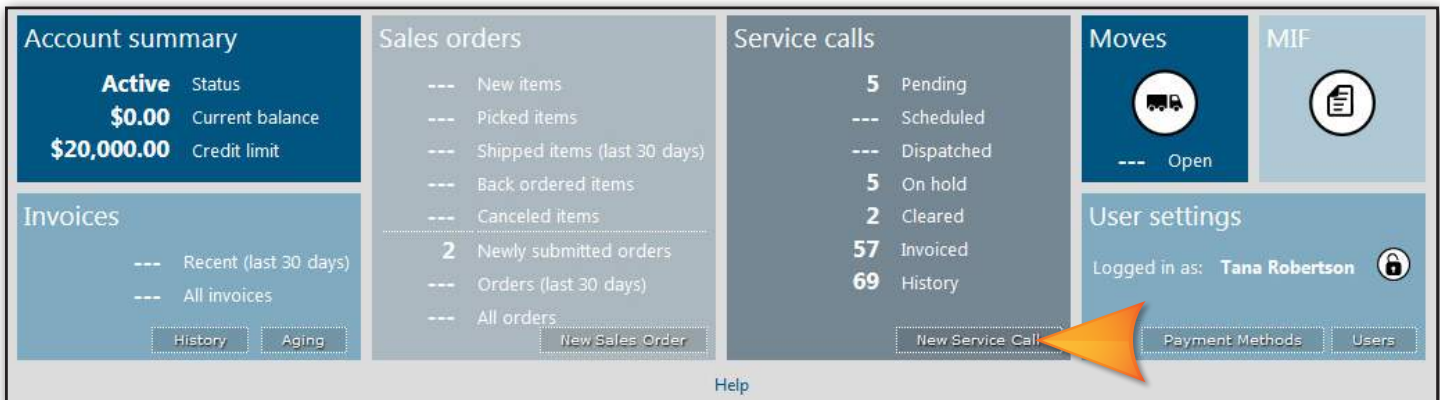 Account summary
Active Status
$0.00 Current balance
$20,000.00 Credit limit
Invoices
--- Recent (last 30 days)
--- All invoices
History Aging
Sales orders
--- New items
--- Picked items
--- Shipped items (last 30 days)
--- Back ordered items
--- Canceled items
2 Newly submitted orders
--- Orders (last 30 days)
--- All orders
New Sales Order
Service calls
5 Pending
--- Scheduled
--- Dispatched
5 On hold
2 Cleared
57 Invoiced
69 History
New Service Call
Moves
--- Open
MIF
User settings
Logged in as: Tana Robertson
Payment Methods Users
Help